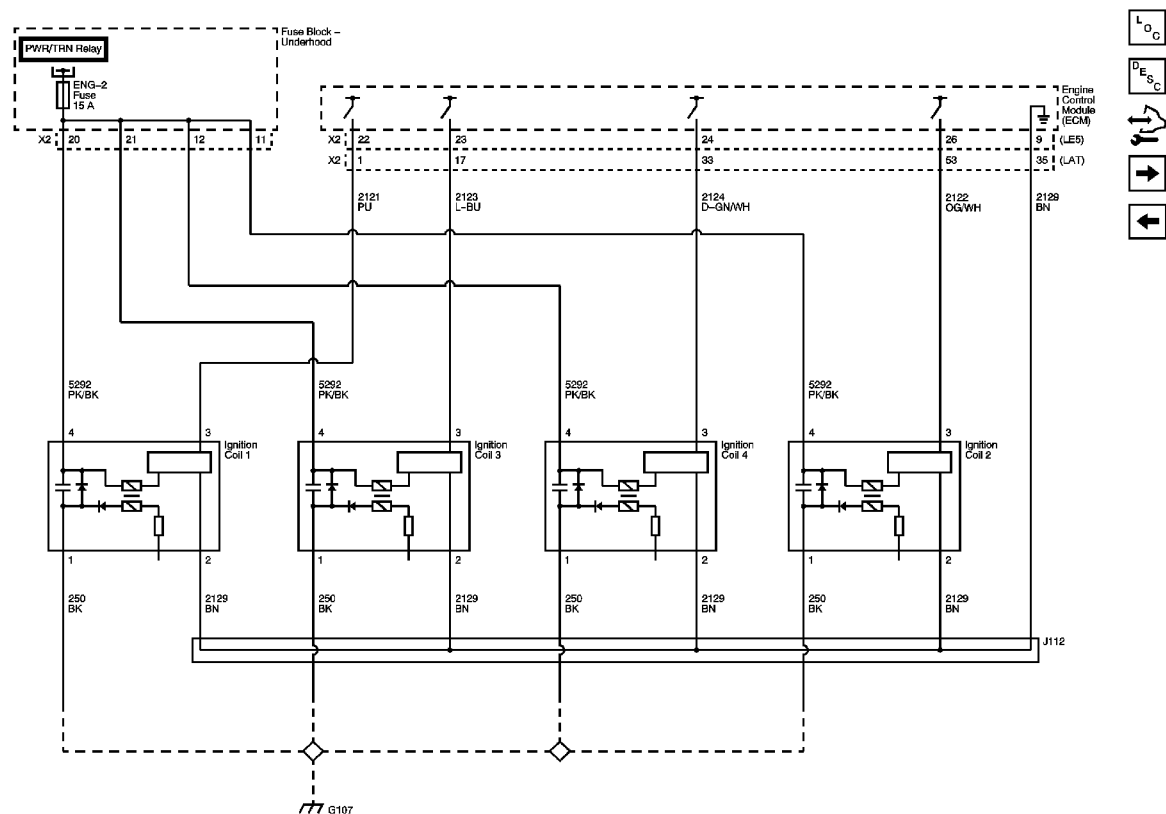 Fuse Block –
Underhood
PWR/TRN Relay
ENG–2
Fuse
15 A
X2 20 21 12 11
Engine
Control
Module
(ECM)
X2 22 23 24 26 9 (LE5)
X2 1 17 33 53 35 (LAT)
2121
PU
2123
L–BU
2124
D–GN/WH
2122
OG/WH
2129
BN
5292
PK/BK
5292
PK/BK
5292
PK/BK
5292
PK/BK
4 3 4 3 4 3 4 3
Ignition
Coil 1
Ignition
Coil 3
Ignition
Coil 4
Ignition
Coil 2
1 2 1 2 1 2 1 2
250
BK
2129
BN
250
BK
2129
BN
250
BK
2129
BN
250
BK
2129
BN
J112
G107
LOC
DESC